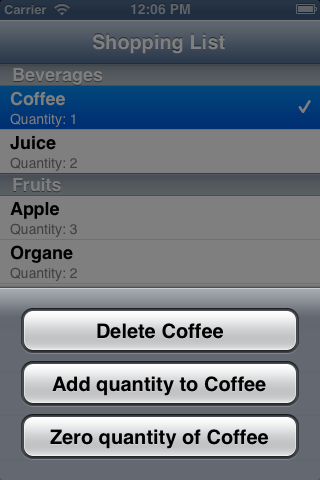 Carrier 12:06 PM
Shopping List
Beverages
Coffee
Quantity: 1
Juice
Quantity: 2
Fruits
Apple
Quantity: 3
Organe
Quantity: 2
Delete Coffee
Add quantity to Coffee
Zero quantity of Coffee